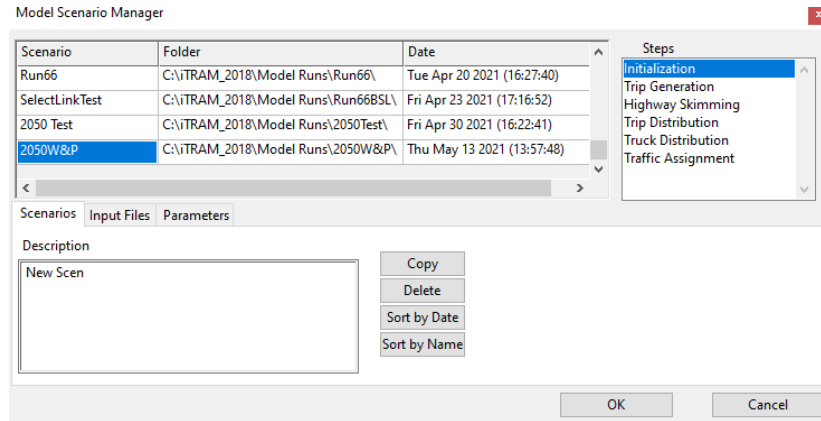 Model Scenario Manager
x
Scenario Folder Date
Run66 C:\iTRAM_2018\Model Runs\Run66\ Tue Apr 20 2021 (16:27:40)
SelectLinkTest C:\iTRAM_2018\Model Runs\Run66BSL\ Fri Apr 23 2021 (17:16:52)
2050 Test C:\iTRAM_2018\Model Runs\2050Test\ Fri Apr 30 2021 (16:22:41)
2050W&P C:\iTRAM_2018\Model Runs\2050W&P\ Thu May 13 2021 (13:57:48)
Steps
Initialization
Trip Generation
Highway Skimming
Trip Distribution
Truck Distribution
Traffic Assignment
Scenarios Input Files Parameters
Description
New Scen
Copy
Delete
Sort by Date
Sort by Name
OK Cancel